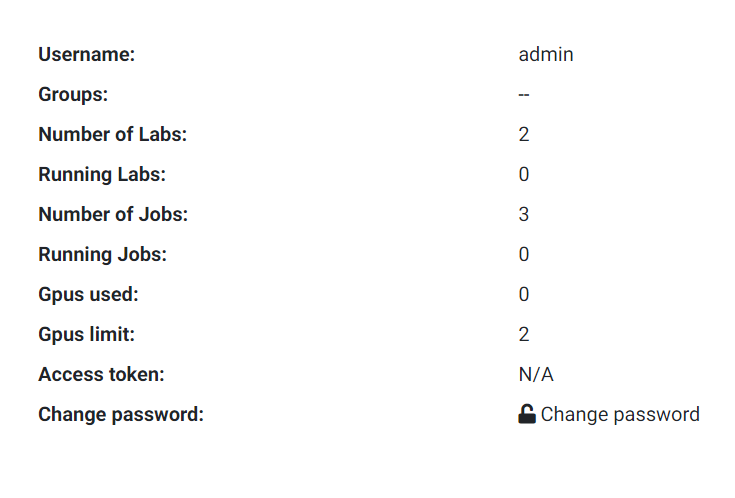 Username: admin
Groups: --
Number of Labs: 2
Running Labs: 0
Number of Jobs: 3
Running Jobs: 0
Gpus used: 0
Gpus limit: 2
Access token: N/A
Change password: Change password